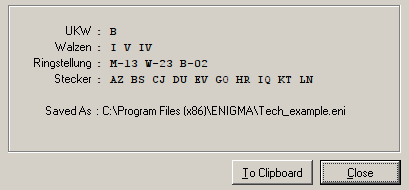 UKW : B
Walzen : I V IV
Ringstellung : M-13 W-23 B-02
Stecker : AZ BS CJ DU EV GO HR IQ KT LN
Saved As : C:\Program Files (x86)\ENIGMA\Tech_example.eni
To Clipboard Close